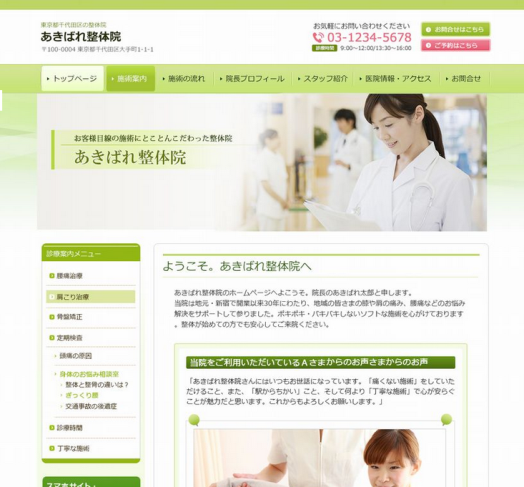 東京都千代田区の整体院
あきばれ整体院
〒100-0004 東京都千代田区大手町1-1-1
お気軽にお問い合わせください
03-1234-5678
診療時間 9:00~12:00/13:30~16:00
お問合せはこちら
ご予約はこちら
トップページ
施術案内
施術の流れ
院長プロフィール
スタッフ紹介
医院情報・アクセス
お問合せ
お客様目線の施術にとことんこだわった整体院
あきばれ整体院
診療案内メニュー
腰痛治療
肩こり治療
骨盤矯正
定期検査
頭痛の原因
身体のお悩み相談室
整体と整骨の違いは？
ぎっくり腰
交通事故の後遺症
診療時間
丁寧な施術
スマホサイト・
ようこそ。あきばれ整体院へ
あきばれ整体院のホームページへようこそ。院長のあきばれ太郎と申します。
当院は地元・新宿で開業以来30年にわたり、地域の皆さまの膝や肩の痛み、腰痛などのお悩み
解決をサポートして参りました。ボキボキ・バキバキしないソフトな施術を心がけております
。整体が始めての方でも安心してご来院ください。
当院をご利用いただいているＡさまからのお声さまからのお声
「あきばれ整体院さんにはいつもお世話になっています。「痛くない施術」をしていた
だけること、また、「駅からちかい」こと、そして何より「丁寧な施術」で心が安らぐ
ことが魅力だと思います。これからもよろしくお願いします。」